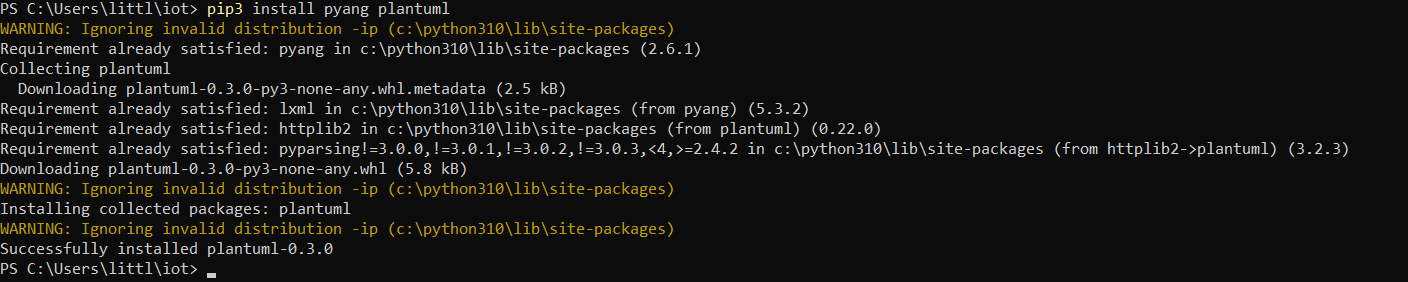 PS C:\Users\littl\iot> pip3 install pyang plantuml
WARNING: Ignoring invalid distribution -ip (c:\python310\lib\site-packages)
Requirement already satisfied: pyang in c:\python310\lib\site-packages (2.6.1)
Collecting plantuml
  Downloading plantuml-0.3.0-py3-none-any.whl.metadata (2.5 kB)
Requirement already satisfied: lxml in c:\python310\lib\site-packages (from pyang) (5.3.2)
Requirement already satisfied: httplib2 in c:\python310\lib\site-packages (from plantuml) (0.22.0)
Requirement already satisfied: pyparsing!=3.0.0,!=3.0.1,!=3.0.2,!=3.0.3,<4,>=2.4.2 in c:\python310\lib\site-packages (from httplib2->plantuml) (3.2.3)
Downloading plantuml-0.3.0-py3-none-any.whl (5.8 kB)
WARNING: Ignoring invalid distribution -ip (c:\python310\lib\site-packages)
Installing collected packages: plantuml
WARNING: Ignoring invalid distribution -ip (c:\python310\lib\site-packages)
Successfully installed plantuml-0.3.0
PS C:\Users\littl\iot>